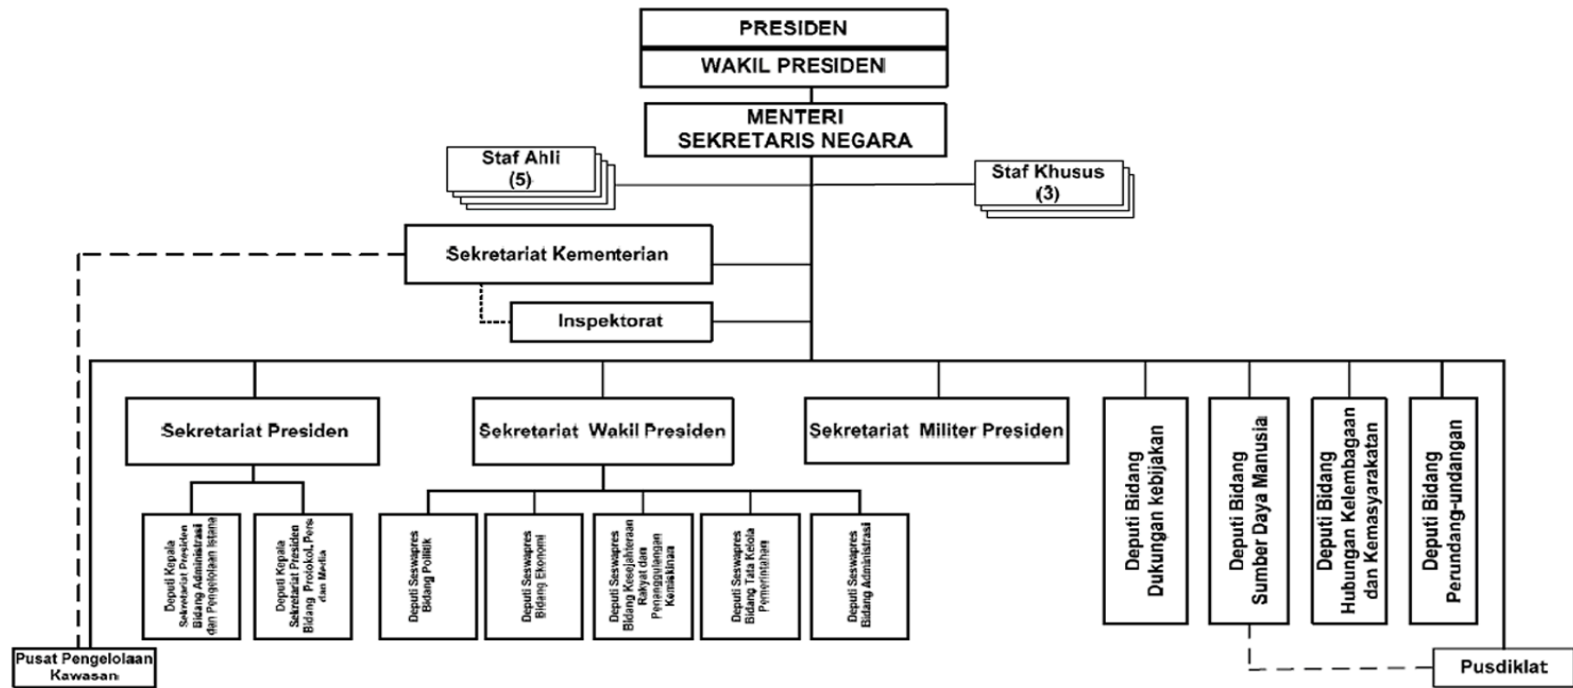 PRESIDEN
WAKIL PRESIDEN
MENTERI
SEKRETARIS NEGARA
Staf Ahli
(5)
Staf Khusus
(3)
Sekretariat Kementerian
Inspektorat
Sekretariat Presiden
Sekretariat Wakil Presiden
Sekretariat Militer Presiden
Deputi Bidang
Dukungan kebijakan
Deputi Bidang
Sumber Daya Manusia
Deputi Bidang
Hubungan Kelembagaan
dan Kemasyarakatan
Deputi Bidang
Perundang-undangan
Deputi Kepala
Sekretariat Presiden
Bidang Administrasi
dan Pengelolaan Istana
Deputi Kepala
Sekretariat Presiden
Bidang Protokol, Pers
dan Media
Deputi Seswapres
Bidang Politik
Deputi Seswapres
Bidang Ekonomi
Deputi Seswapres
Bidang Kesejahteraan
Rakyat dan
Penanggulangan
Kemiskinan
Deputi Seswapres
Bidang Tata Kelola
Pemerintahan
Deputi Seswapres
Bidang Administrasi
Pusat Pengelolaan
Kawasan
Pusdiklat